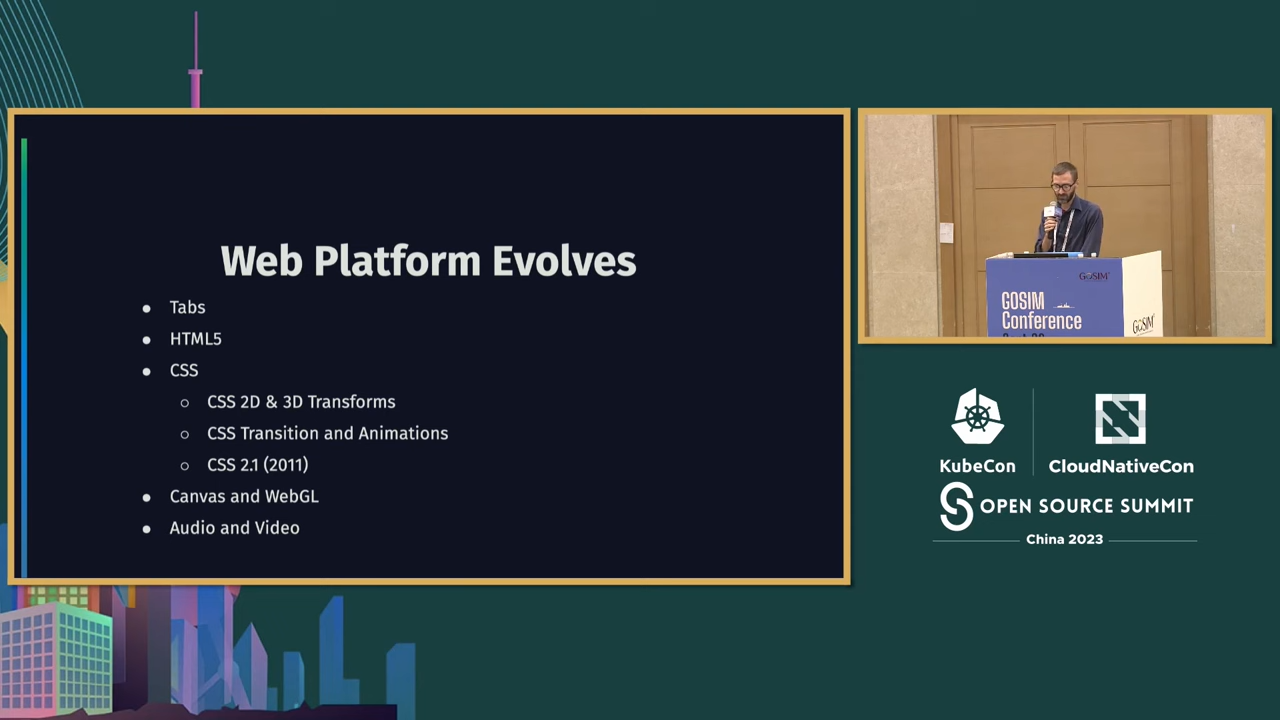 Web Platform Evolves
Tabs
HTML5
CSS
CSS 2D & 3D Transforms
CSS Transition and Animations
CSS 2.1 (2011)
Canvas and WebGL
Audio and Video
GOSIM
GOSIM
Conference
GOSIM
KubeCon
CloudNativeCon
OPEN SOURCE SUMMIT
China 2023